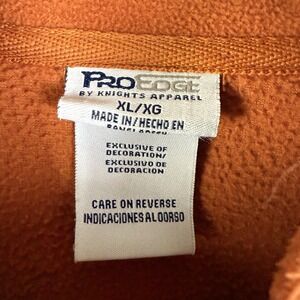 PROEDGE
BY KNIGHTS APPAREL
XL/XG
MADE IN/HECHO EN
EXCLUSIVE OF
DECORATION/
EXCLUSIVO DE
DECORACION
CARE ON REVERSE
INDICACIONES AL DORSO